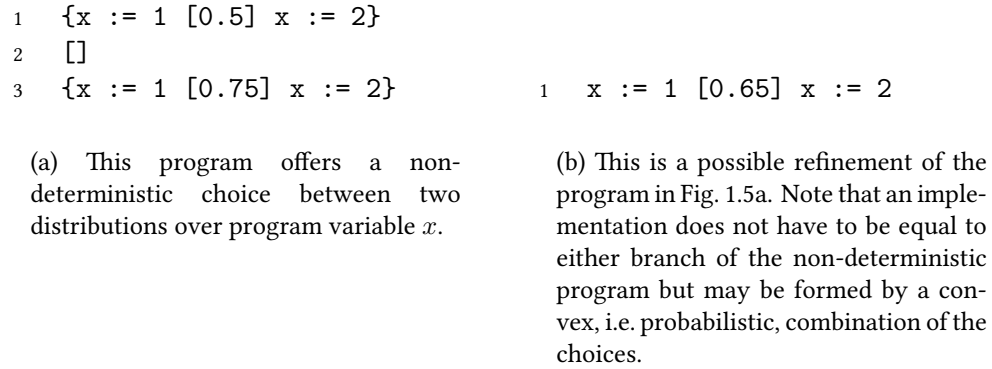 1 {x := 1 [0.5] x := 2}
2 []
3 {x := 1 [0.75] x := 2}
(a) This program offers a non-
deterministic choice between two
distributions over program variable x.
1 x := 1 [0.65] x := 2
(b) This is a possible refinement of the
program in Fig. 1.5a. Note that an imple-
mentation does not have to be equal to
either branch of the non-deterministic
program but may be formed by a con-
vex, i.e. probabilistic, combination of the
choices.